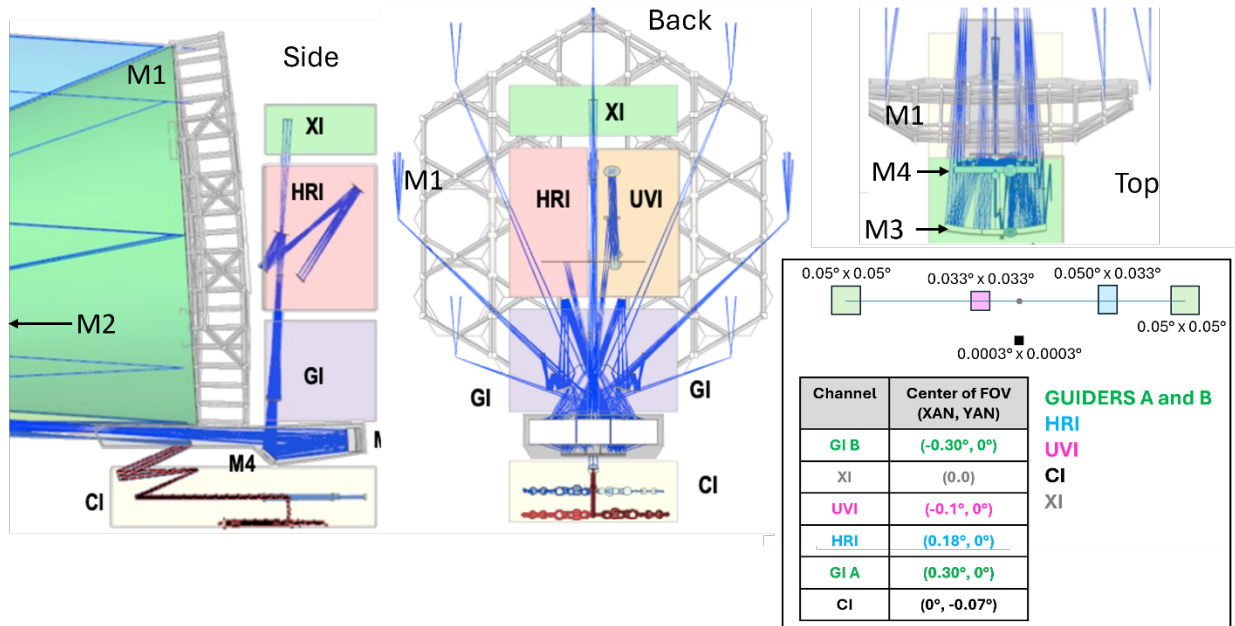 Side
M1
XI
HRI
M2
GI
M
M4
CI
Back
XI
M1
HRI
UVI
GI
GI
CI
M1
M4
Top
M3
0.05° x 0.05°
0.033° x 0.033°
0.050° x 0.033°
0.05° x 0.05°
0.0003° x 0.0003°
Channel
Center of FOV
(XAN, YAN)
GI B
(-0.30°, 0°)
XI
(0.0)
UVI
(-0.1°, 0°)
HRI
(0.18°, 0°)
GI A
(0.30°, 0°)
CI
(0°, -0.07°)
GUIDERS A and B
HRI
UVI
CI
XI